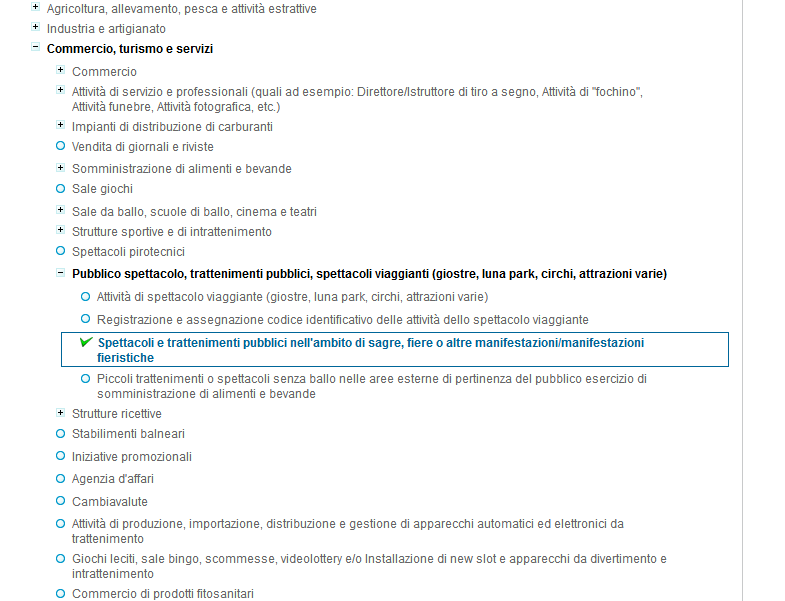 Agricoltura, allevamento, pesca e attività estrattive
Industria e artigianato
Commercio, turismo e servizi
Commercio
Attività di servizio e professionali (quali ad esempio: Direttore/Istruttore di tiro a segno, Attività di "fochino",
Attività funebre, Attività fotografica, etc.)
Impianti di distribuzione di carburanti
Vendita di giornali e riviste
Somministrazione di alimenti e bevande
Sale giochi
Sale da ballo, scuole di ballo, cinema e teatri
Strutture sportive e di intrattenimento
Spettacoli pirotecnici
Pubblico spettacolo, trattenimenti pubblici, spettacoli viaggianti (giostre, luna park, circhi, attrazioni varie)
Attività di spettacolo viaggiante (giostre, luna park, circhi, attrazioni varie)
Registrazione e assegnazione codice identificativo delle attività dello spettacolo viaggiante
Spettacoli e trattenimenti pubblici nell'ambito di sagre, fiere o altre manifestazioni/manifestazioni
fieristiche
Piccoli trattenimenti o spettacoli senza ballo nelle aree esterne di pertinenza del pubblico esercizio di
somministrazione di alimenti e bevande
Strutture ricettive
Stabilimenti balneari
Iniziative promozionali
Agenzia d'affari
Cambiavalute
Attività di produzione, importazione, distribuzione e gestione di apparecchi automatici ed elettronici da
trattenimento
Giochi leciti, sale bingo, scommesse, videolottery e/o Installazione di new slot e apparecchi da divertimento e
intrattenimento
Commercio di prodotti fitosanitari